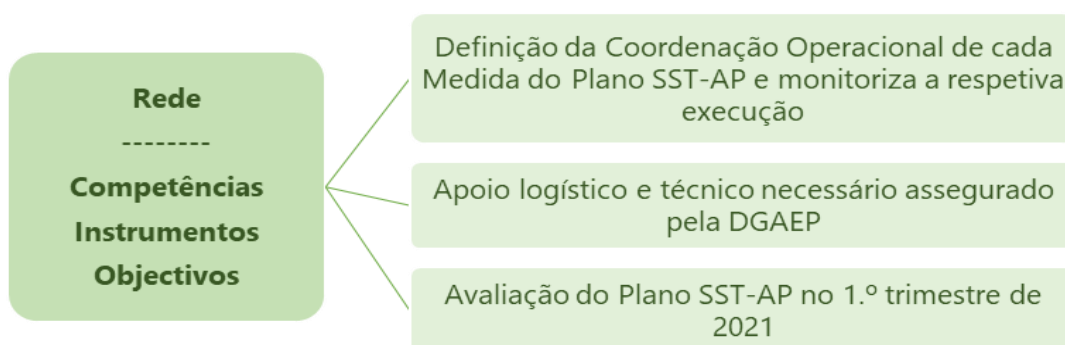 Rede
--------
Competências
Instrumentos
Objectivos
Definição da Coordenação Operacional de cada
Medida do Plano SST-AP e monitoriza a respetiva
execução
Apoio logístico e técnico necessário assegurado
pela DGAEP
Avaliação do Plano SST-AP no 1.º trimestre de
2021